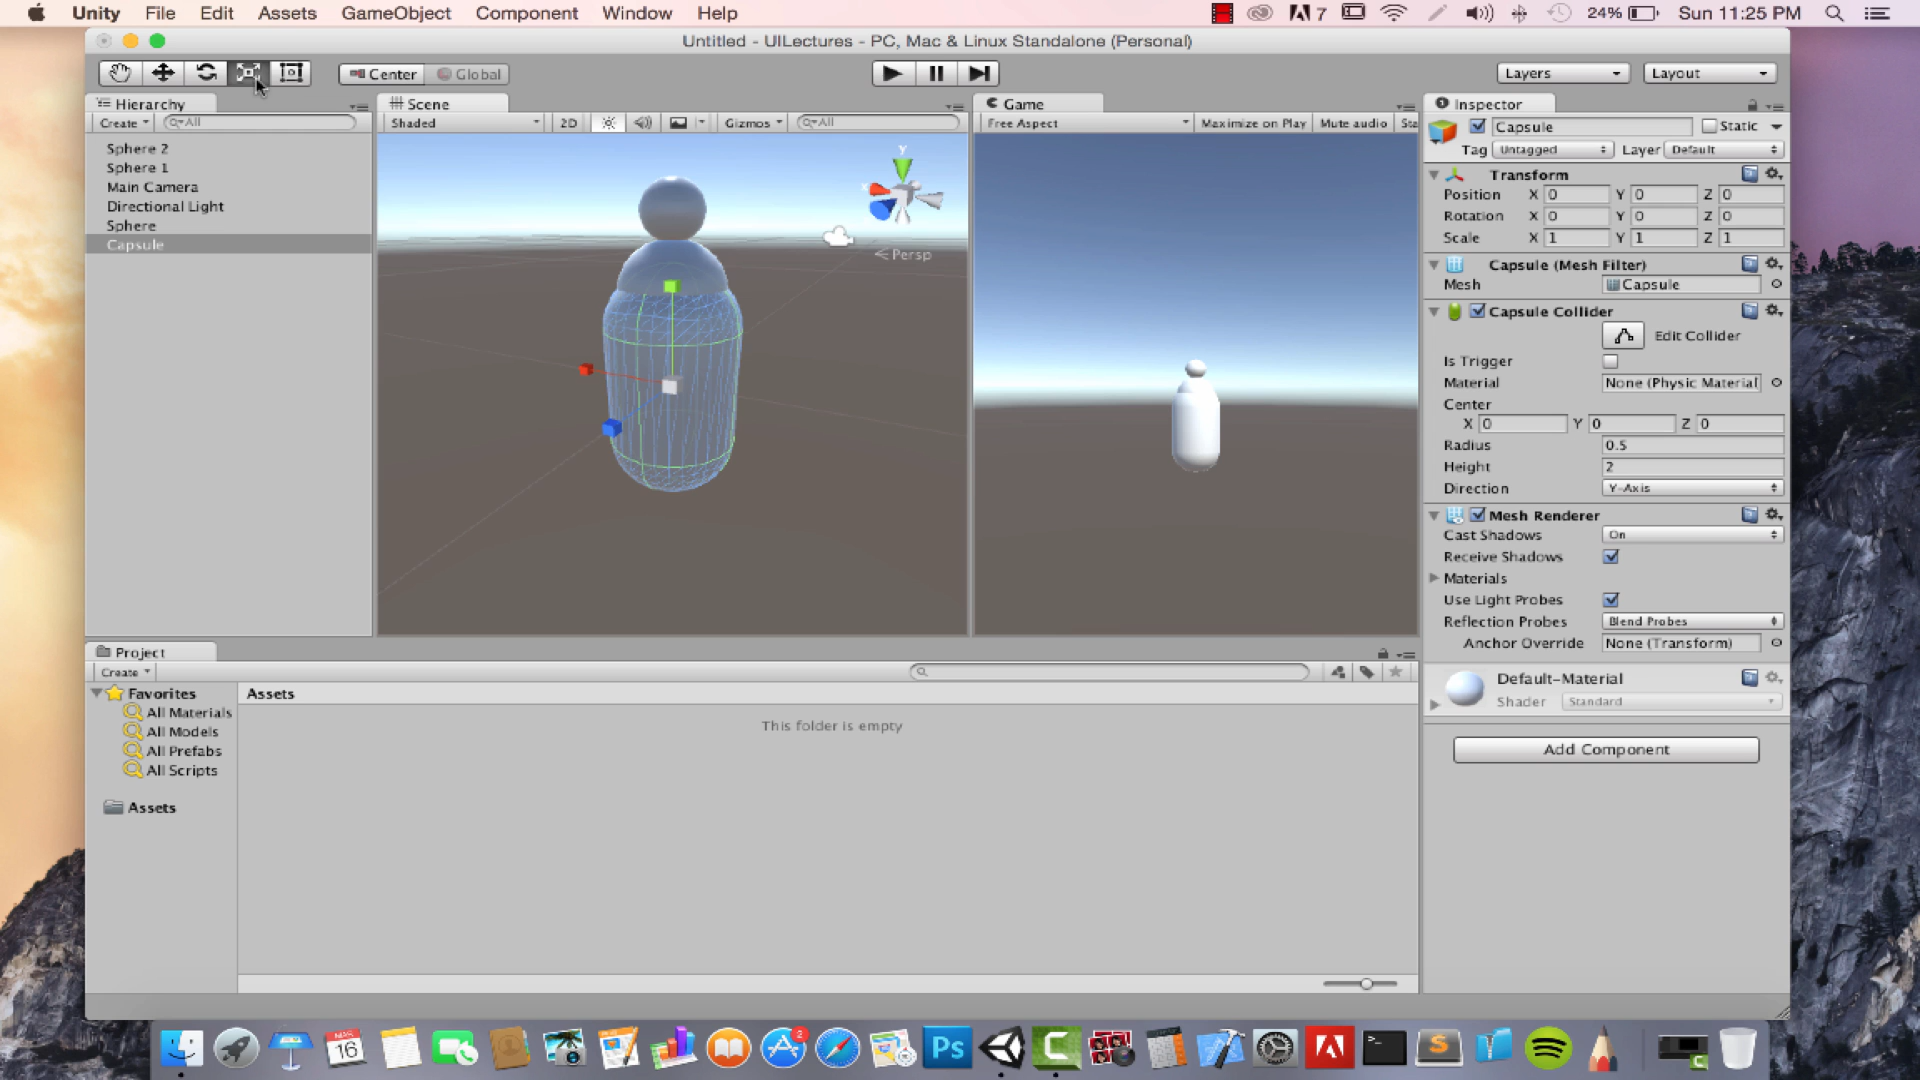 Unity File Edit Assets GameObject Component Window Help 7 24% Sun 11:25 PM
Untitled - UILectures - PC, Mac & Linux Standalone (Personal)
Center Global Layers Layout
Hierarchy
Create All
Sphere 2
Sphere 1
Main Camera
Directional Light
Sphere
Capsule
Scene
Shaded 2D Gizmos All
y
x
Persp
Game
Free Aspect Maximize on Play Mute audio Sta
Inspector
Capsule Static
Tag Untagged Layer Default
Transform
Position X 0 Y 0 Z 0
Rotation X 0 Y 0 Z 0
Scale X 1 Y 1 Z 1
Capsule (Mesh Filter)
Mesh Capsule
Capsule Collider
Edit Collider
Is Trigger
Material None (Physic Material
Center
X 0 Y 0 Z 0
Radius 0.5
Height 2
Direction Y-Axis
Mesh Renderer
Cast Shadows On
Receive Shadows
Materials
Use Light Probes
Reflection Probes Blend Probes
Anchor Override None (Transform)
Default-Material
Shader Standard
Add Component
Project
Create
Favorites
All Materials
All Models
All Prefabs
All Scripts
Assets
Assets
This folder is empty
16 2 Ps C S C